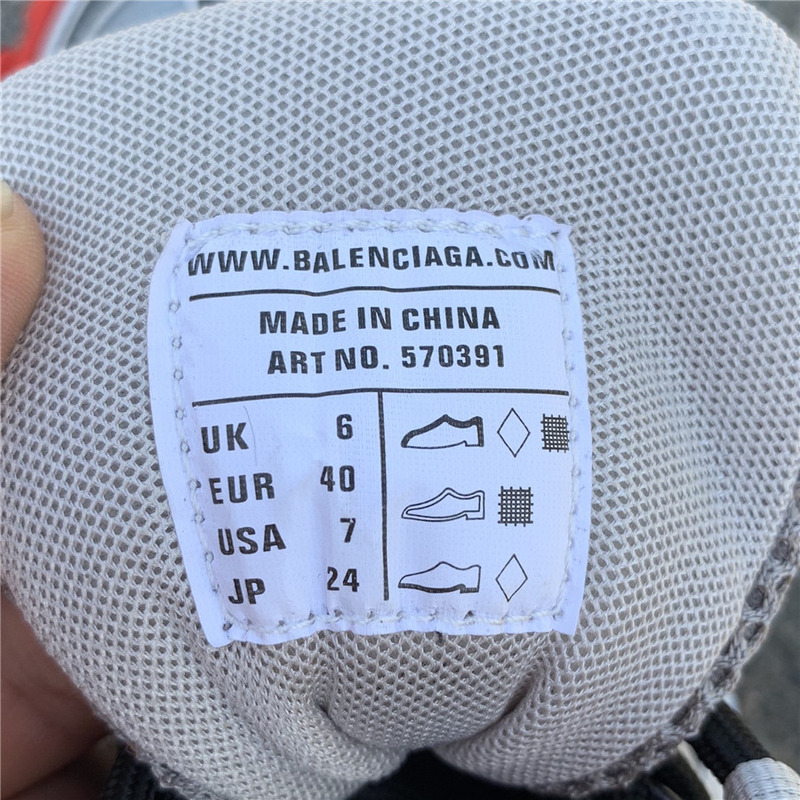 WWW.BALENCIAGA.COM
MADE IN CHINA
ART NO. 570391
UK 6
EUR 40
USA 7
JP 24